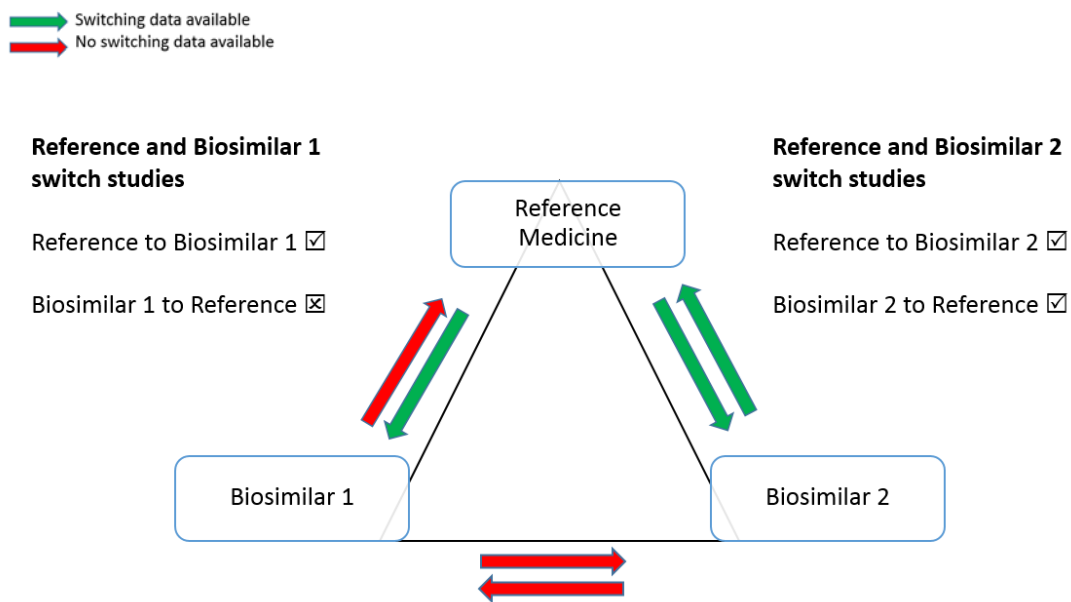 Switching data available
No switching data available
Reference and Biosimilar 1
switch studies
Reference to Biosimilar 1 ☑
Biosimilar 1 to Reference ☒
Reference and Biosimilar 2
switch studies
Reference to Biosimilar 2 ☑
Biosimilar 2 to Reference ☑
Reference
Medicine
Biosimilar 1
Biosimilar 2